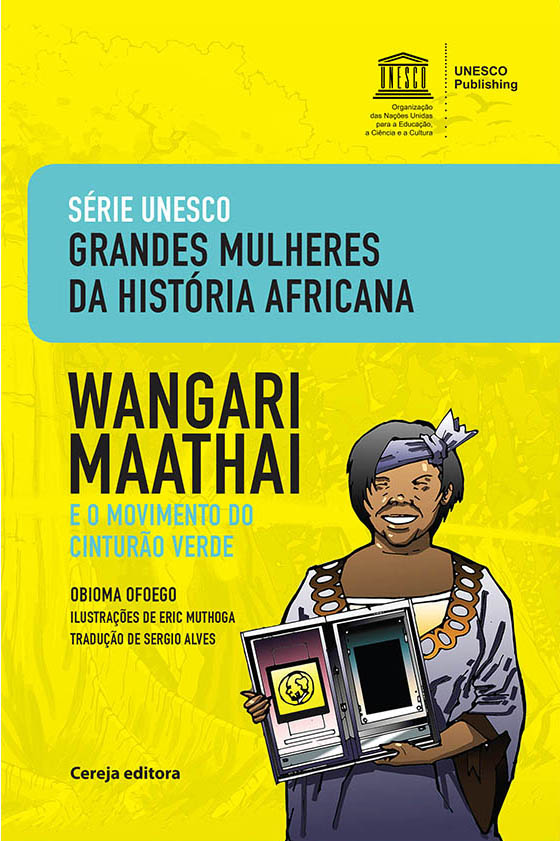 UNESCO
Organização
das Nações Unidas
para a Educação,
a Ciência e a Cultura
UNESCO
Publishing
SÉRIE UNESCO
GRANDES MULHERES
DA HISTÓRIA AFRICANA
WANGARI
MAATHAI
E O MOVIMENTO DO
CINTURÃO VERDE
OBIOMA OFOEGO
ILUSTRAÇÕES DE ERIC MUTHOGA
TRADUÇÃO DE SERGIO ALVES
Cereja editora